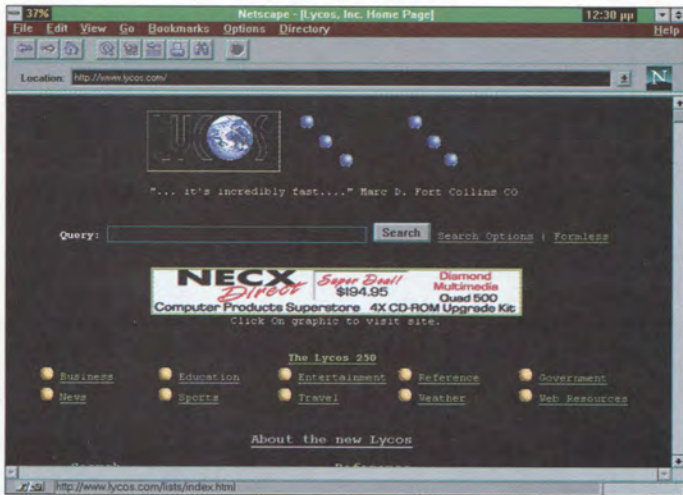 37% Netscape - [Lycos, Inc. Home Page] 12:30 μμ
File Edit View Go Bookmarks Options Directory Help
Location: http://www.lycos.com/ N
LYCOS
"... it's incredibly fast...." Marc D. Fort Collins CO
Query: Search Search Options | Formless
NECX Direct Super Deal! $194.95 Diamond Multimedia Quad 500
Computer Products Superstore 4X CD-ROM Upgrade Kit
Click On graphic to visit site.
The Lycos 250
Business Education Entertainment Reference Government
News Sports Travel Weather Web Resources
About the new Lycos
Search Reference
http://www.lycos.com/lists/index.html